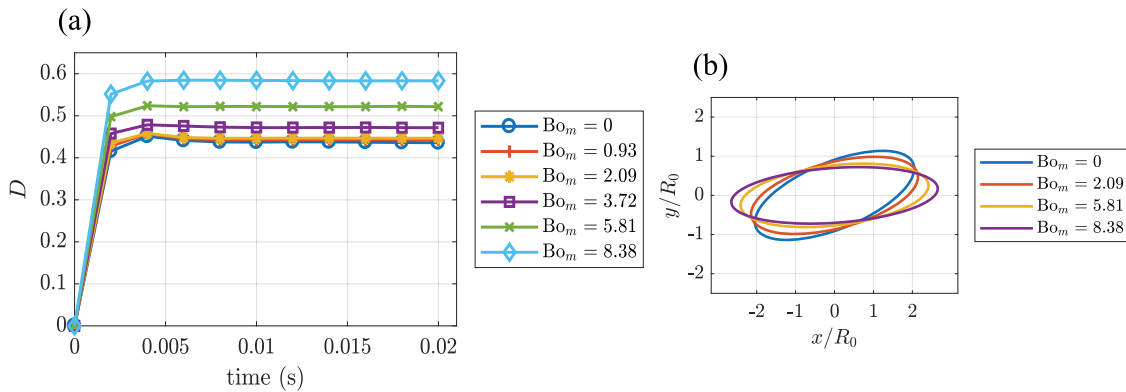 (a)
0.6
0.5
0.4
0.3
0.2
0.1
0
D
0
0.005
0.01
0.015
0.02
time (s)
Bo_m = 0
Bo_m = 0.93
Bo_m = 2.09
Bo_m = 3.72
Bo_m = 5.81
Bo_m = 8.38
(b)
2
1
0
-1
-2
y/R_0
-2
-1
0
1
2
x/R_0
Bo_m = 0
Bo_m = 2.09
Bo_m = 5.81
Bo_m = 8.38